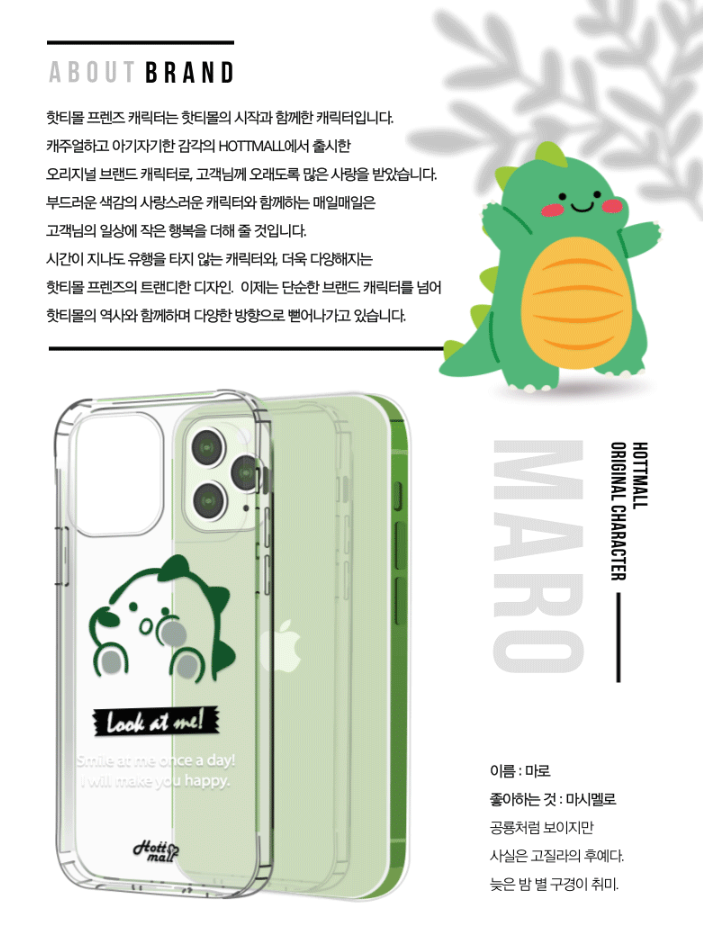 ABOUT BRAND
핫티몰 프렌즈 캐릭터는 핫티몰의 시작과 함께한 캐릭터입니다.
캐주얼하고 아기자기한 감각의 HOTTMALL에서 출시한
오리지널 브랜드 캐릭터로, 고객님께 오래도록 많은 사랑을 받았습니다.
부드러운 색감의 사랑스러운 캐릭터와 함께하는 매일매일은
고객님의 일상에 작은 행복을 더해 줄 것입니다.
시간이 지나도 유행을 타지 않는 캐릭터와, 더욱 다양해지는
핫티몰 프렌즈의 트랜디한 디자인. 이제는 단순한 브랜드 캐릭터를 넘어
핫티몰의 역사와 함께하며 다양한 방향으로 뻗어나가고 있습니다.
HOTTMALL
ORIGINAL CHARACTER
MARO
Look at me!
Smile at me once a day!
I will make you happy.
Hott
mall
이름 : 마로
좋아하는 것 : 마시멜로
공룡처럼 보이지만
사실은 고질라의 후예다.
늦은 밤 별 구경이 취미.